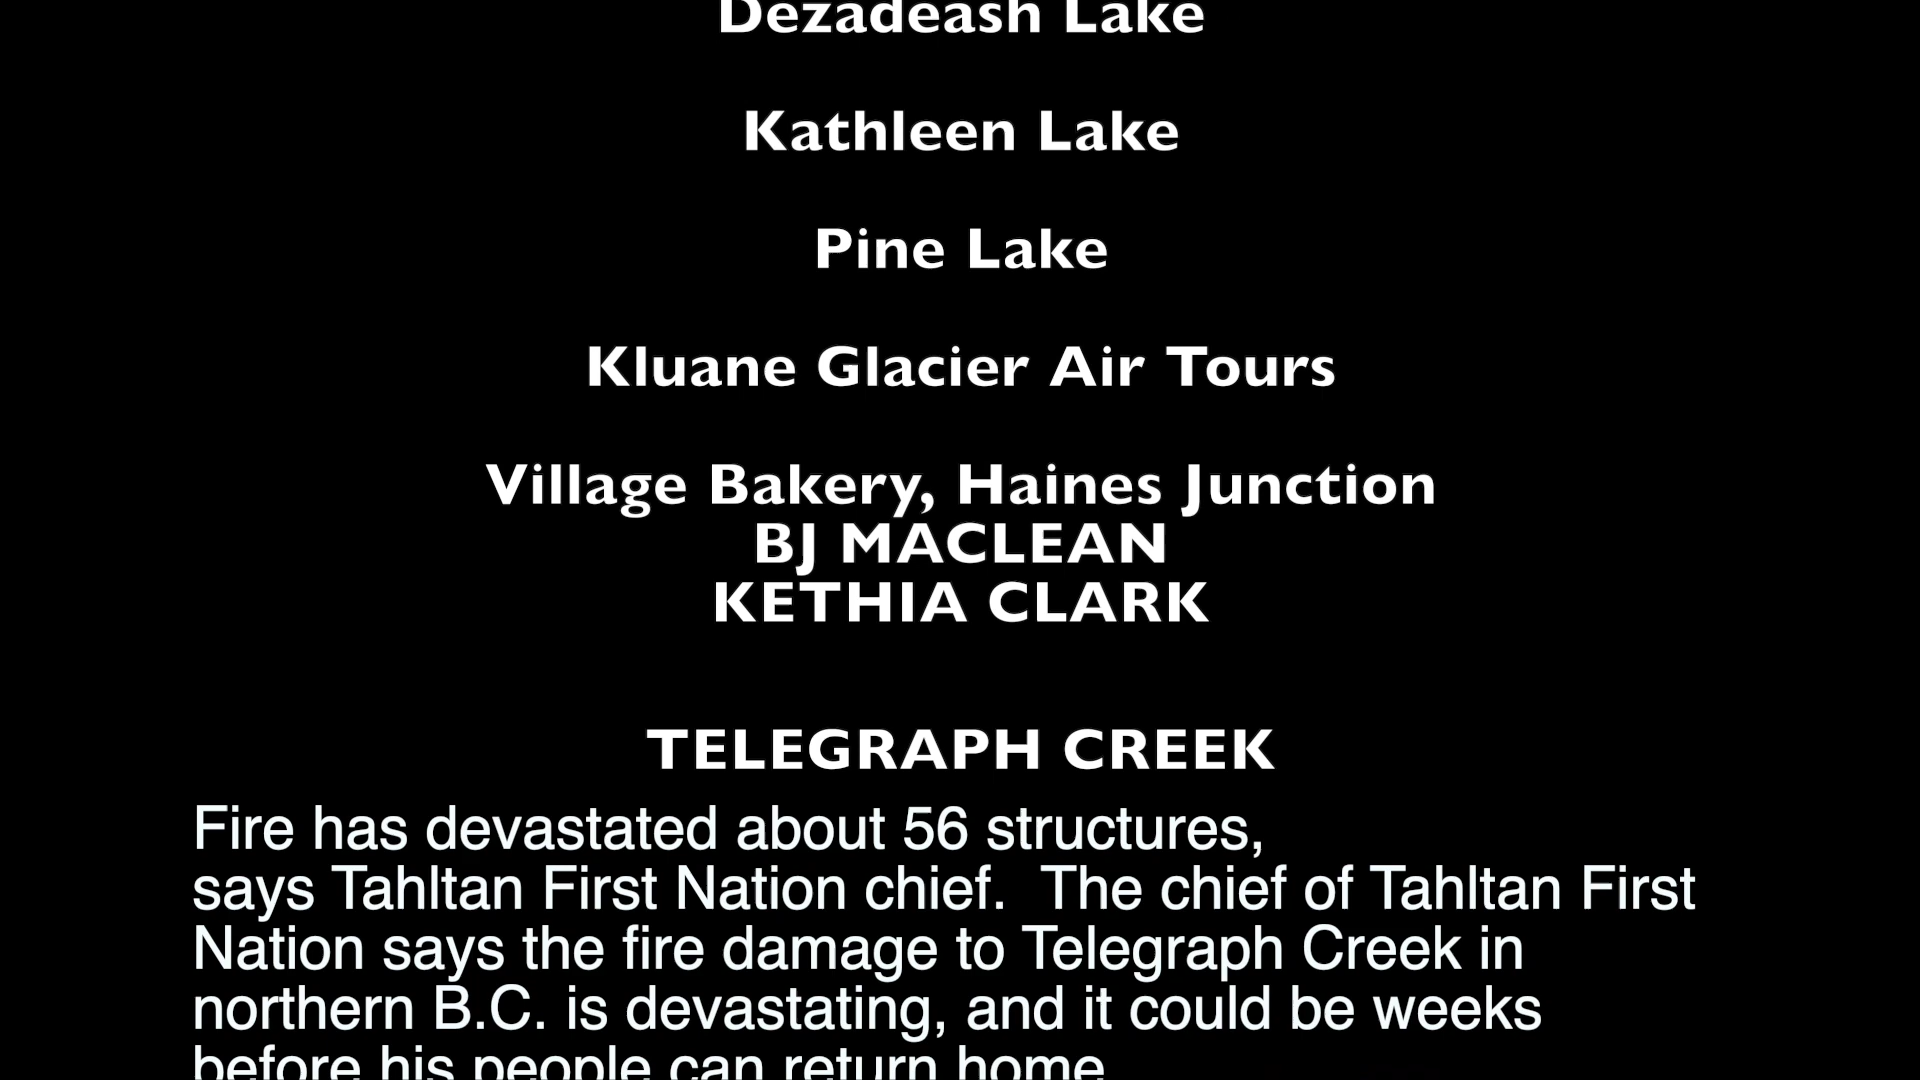 Dezadeash Lake
Kathleen Lake
Pine Lake
Kluane Glacier Air Tours
Village Bakery, Haines Junction
BJ MACLEAN
KETHIA CLARK
TELEGRAPH CREEK
Fire has devastated about 56 structures,
says Tahltan First Nation chief.  The chief of Tahltan First
Nation says the fire damage to Telegraph Creek in
northern B.C. is devastating, and it could be weeks
before his people can return home